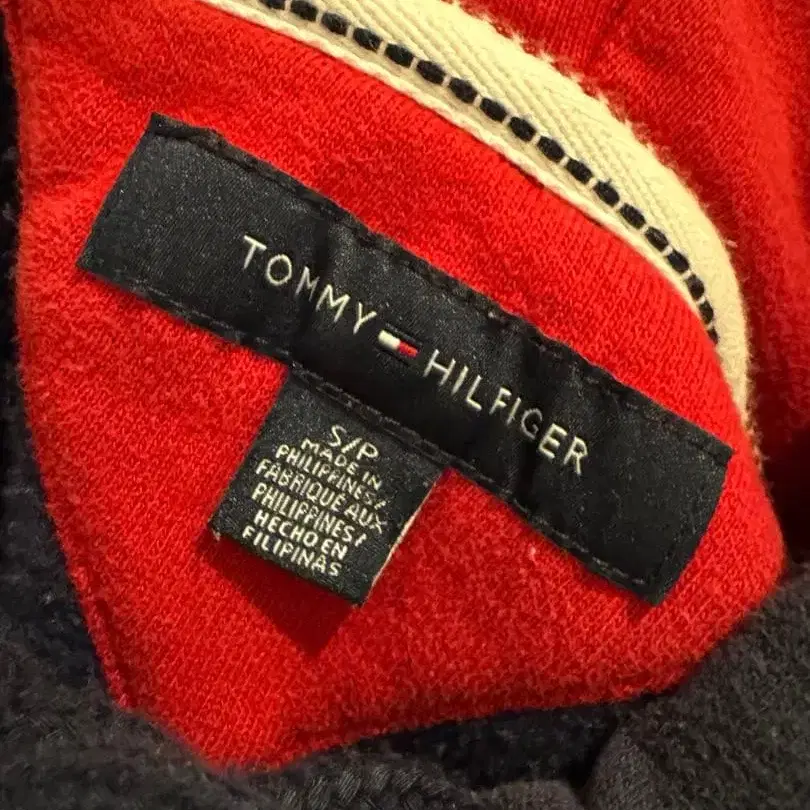 TOMMY HILFIGER
S/P
MADE IN
PHILIPPINES/
FABRIQUÉ AUX
PHILIPPINES/
HECHO EN
FILIPINAS